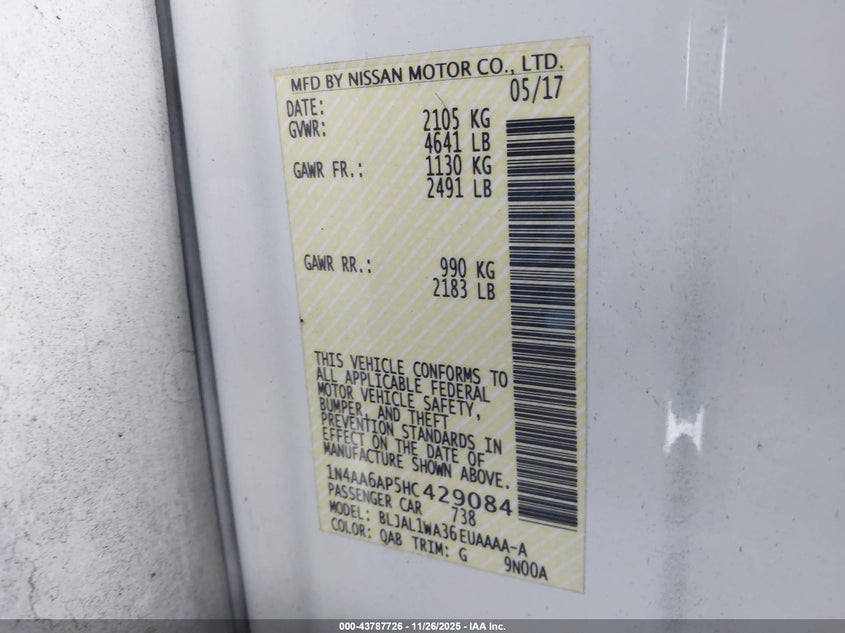 MFD BY NISSAN MOTOR CO., LTD.
DATE: 05/17
GVWR: 2105 KG
4641 LB
GAWR FR.: 1130 KG
2491 LB
GAWR RR.: 990 KG
2183 LB
THIS VEHICLE CONFORMS TO
ALL APPLICABLE FEDERAL
MOTOR VEHICLE SAFETY,
BUMPER, AND THEFT
PREVENTION STANDARDS IN
EFFECT ON THE DATE OF
MANUFACTURE SHOWN ABOVE.
1N4AA6AP5HC429084
PASSENGER CAR 738
MODEL: BLJAL1WA36EUAAAA-A
COLOR: QAB TRIM: G 9N00A
000-43787726 - 11/26/2025 - IAA Inc.